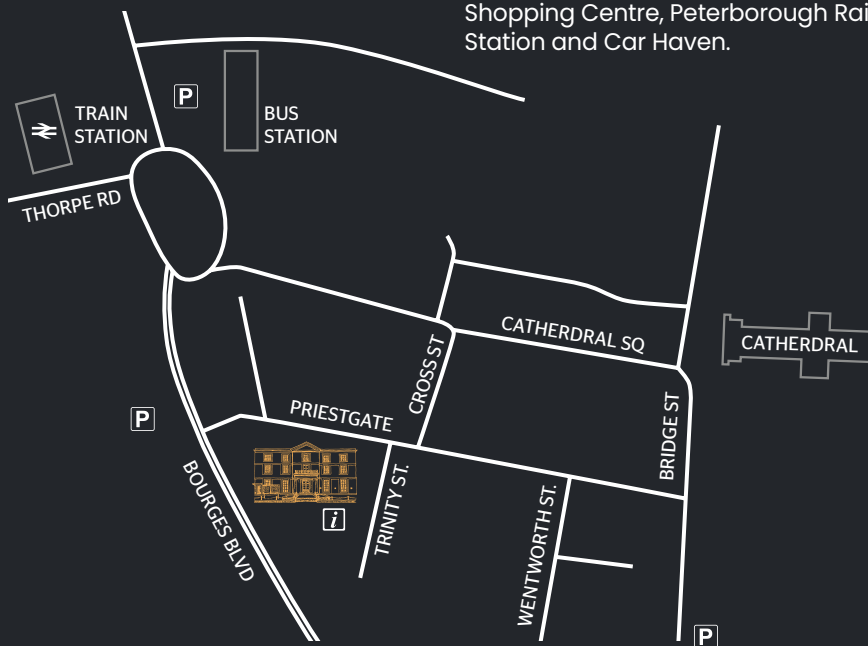 Shopping Centre, Peterborough Rai
Station and Car Haven.
P
TRAIN
STATION
BUS
STATION
THORPE RD
CATHERDRAL SQ
CATHERDRAL
CROSS ST
PRIESTGATE
BRIDGE ST
P
BOURGES BLVD
TRINITY ST.
WENTWORTH ST.
i
P